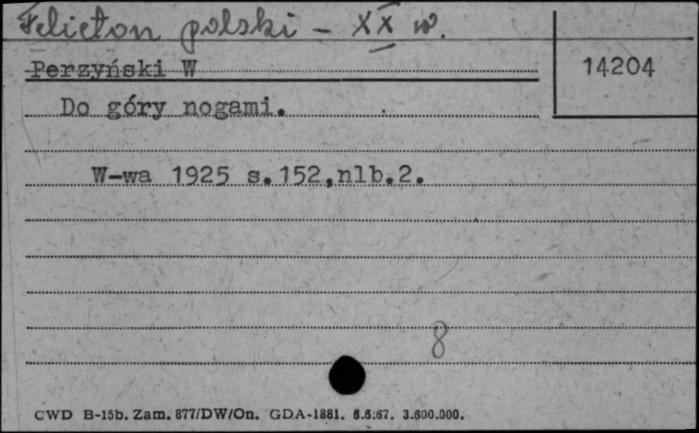 Felieton polski - XX w.
Perzyński W
14204
Do góry nogami.
W-wa 1925 s.152,nlb.2.
8
CWD B-15b. Zam. 877/DW/On. GDA-1881. 6.6.67. 3.600.000.